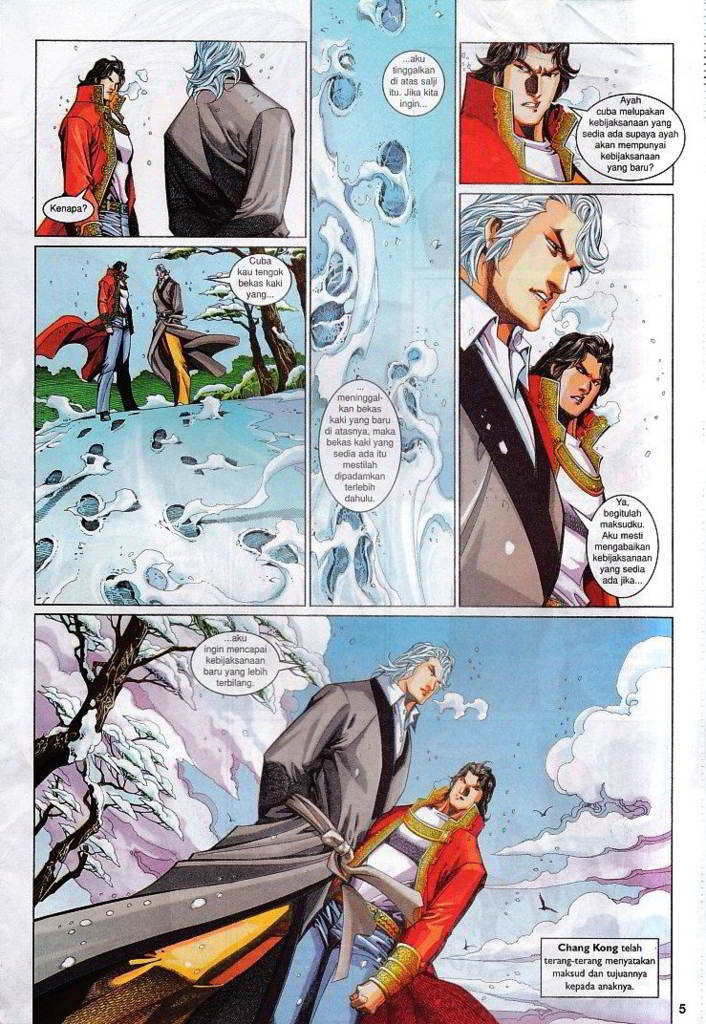 Kenapa?
Cuba
kau tengok
bekas kaki
yang...
...aku
tinggalkan
di atas salji
itu. Jika kita
ingin...
...
meninggal-
kan bekas
kaki yang baru
di atasnya, maka
bekas kaki yang
sedia ada itu
mestilah
dipadamkan
terlebih
dahulu.
Ayah
cuba melupakan
kebijaksanaan yang
sedia ada supaya ayah
akan mempunyai
kebijaksanaan
yang baru?
Ya,
begitulah
maksudku.
Aku mesti
mengabaikan
kebijaksanaan
yang sedia
ada jika...
...aku
ingin mencapai
kebijaksanaan
baru yang lebih
terbilang.
Chang Kong telah
terang-terang menyatakan
maksud dan tujuannya
kepada anaknya.
5